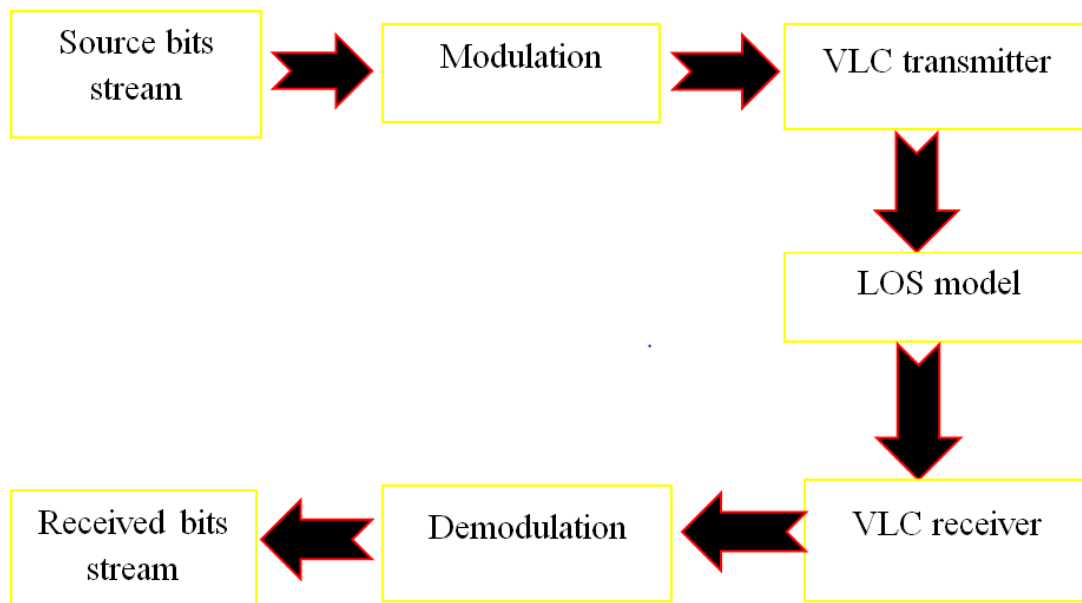 Source bits
stream
Modulation
VLC transmitter
LOS model
VLC receiver
Demodulation
Received bits
stream